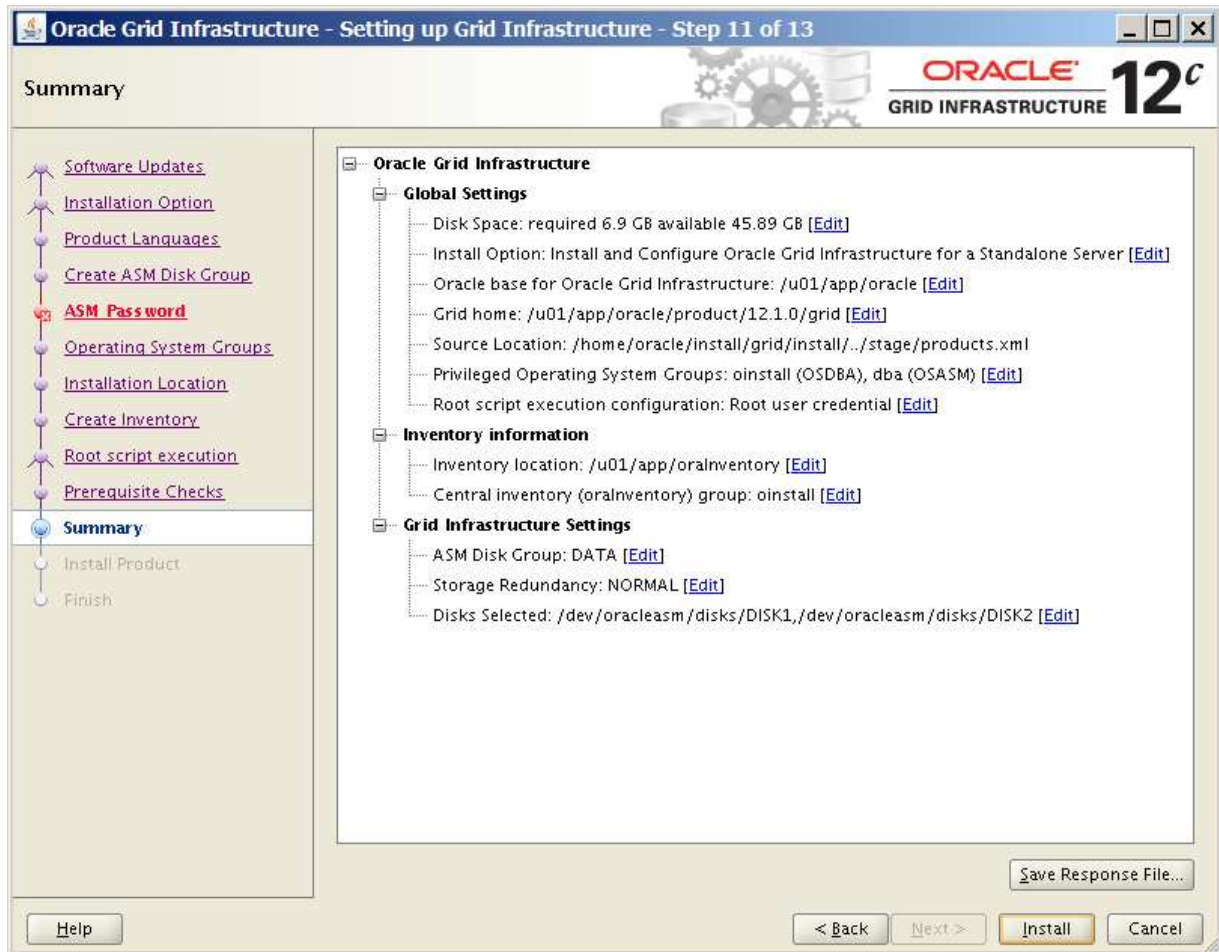 Oracle Grid Infrastructure - Setting up Grid Infrastructure - Step 11 of 13
Summary
ORACLE
GRID INFRASTRUCTURE
12c
Software Updates
Installation Option
Product Languages
Create ASM Disk Group
ASM Password
Operating System Groups
Installation Location
Create Inventory
Root script execution
Prerequisite Checks
Summary
Install Product
Finish
Oracle Grid Infrastructure
Global Settings
Disk Space: required 6.9 GB available 45.89 GB [Edit]
Install Option: Install and Configure Oracle Grid Infrastructure for a Standalone Server [Edit]
Oracle base for Oracle Grid Infrastructure: /u01/app/oracle [Edit]
Grid home: /u01/app/oracle/product/12.1.0/grid [Edit]
Source Location: /home/oracle/install/grid/install/../stage/products.xml
Privileged Operating System Groups: oinstall (OSDBA), dba (OSASM) [Edit]
Root script execution configuration: Root user credential [Edit]
Inventory information
Inventory location: /u01/app/oraInventory [Edit]
Central inventory (oraInventory) group: oinstall [Edit]
Grid Infrastructure Settings
ASM Disk Group: DATA [Edit]
Storage Redundancy: NORMAL [Edit]
Disks Selected: /dev/oracleasm/disks/DISK1,/dev/oracleasm/disks/DISK2 [Edit]
Save Response File...
Help
< Back
Next >
Install
Cancel